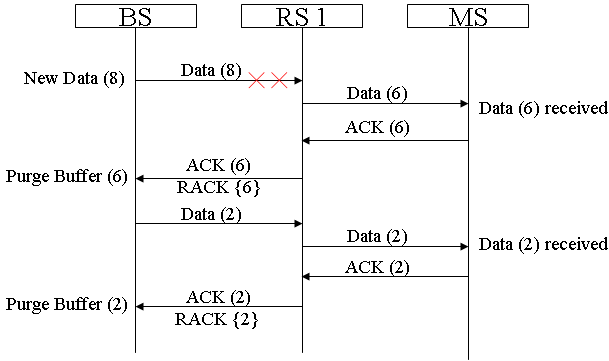 BS RS 1 MS
New Data (8) Data (8)
Data (6)
Data (6) received
ACK (6)
ACK (6)
Purge Buffer (6)
RACK {6}
Data (2)
Data (2)
Data (2) received
ACK (2)
ACK (2)
Purge Buffer (2)
RACK {2}